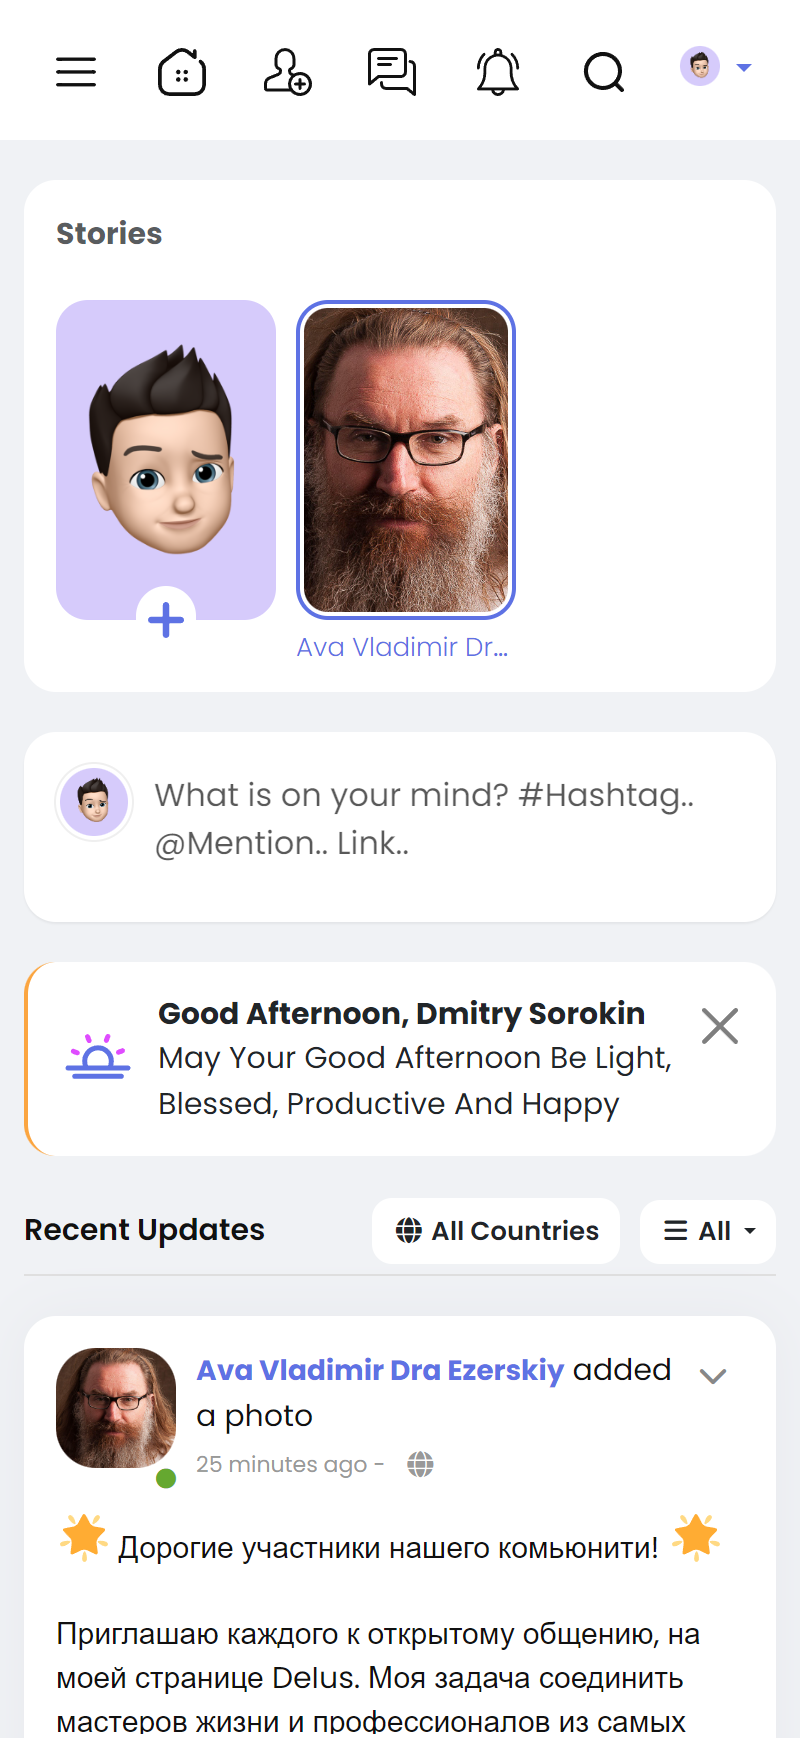 Stories
Ava Vladimir Dr...
What is on your mind? #Hashtag..
@Mention.. Link..
Good Afternoon, Dmitry Sorokin
May Your Good Afternoon Be Light,
Blessed, Productive And Happy
Recent Updates
All Countries
All
Ava Vladimir Dra Ezerskiy added
a photo
25 minutes ago -
Дорогие участники нашего комьюнити!
Приглашаю каждого к открытому общению, на
моей странице Delus. Моя задача соединить
мастеров жизни и профессионалов из самых